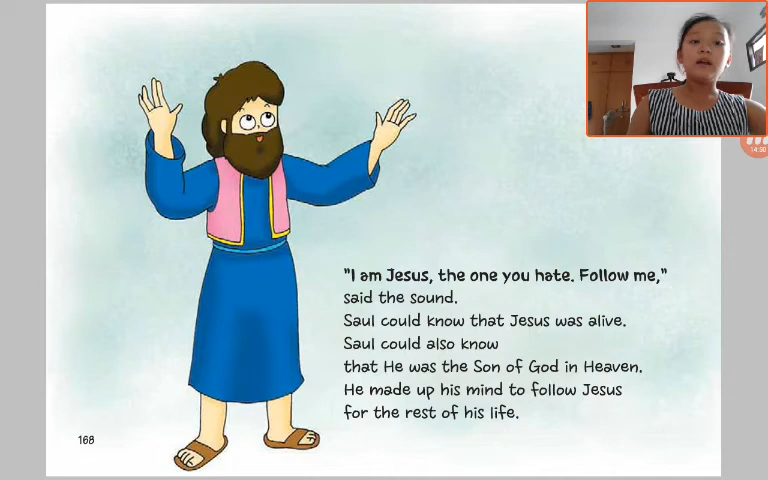 14:50
"I am Jesus, the one you hate. Follow me,"
said the sound.
Saul could know that Jesus was alive.
Saul could also know
that He was the Son of God in Heaven.
He made up his mind to follow Jesus
for the rest of his life.
168